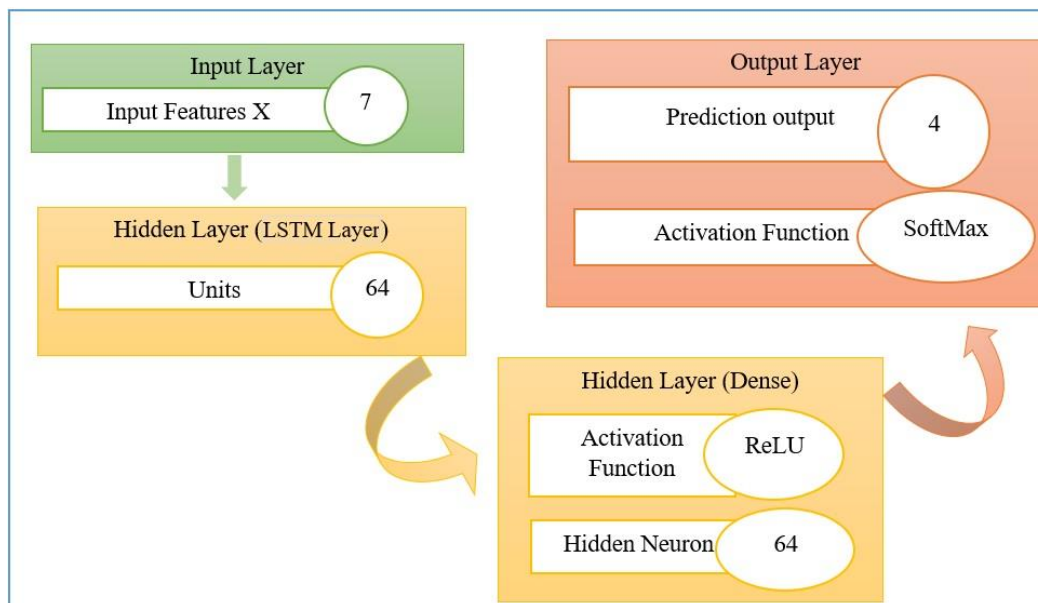 Input Layer
Input Features X
7
Hidden Layer (LSTM Layer)
Units
64
Hidden Layer (Dense)
Activation
Function
ReLU
Hidden Neuron
64
Output Layer
Prediction output
4
Activation Function
SoftMax